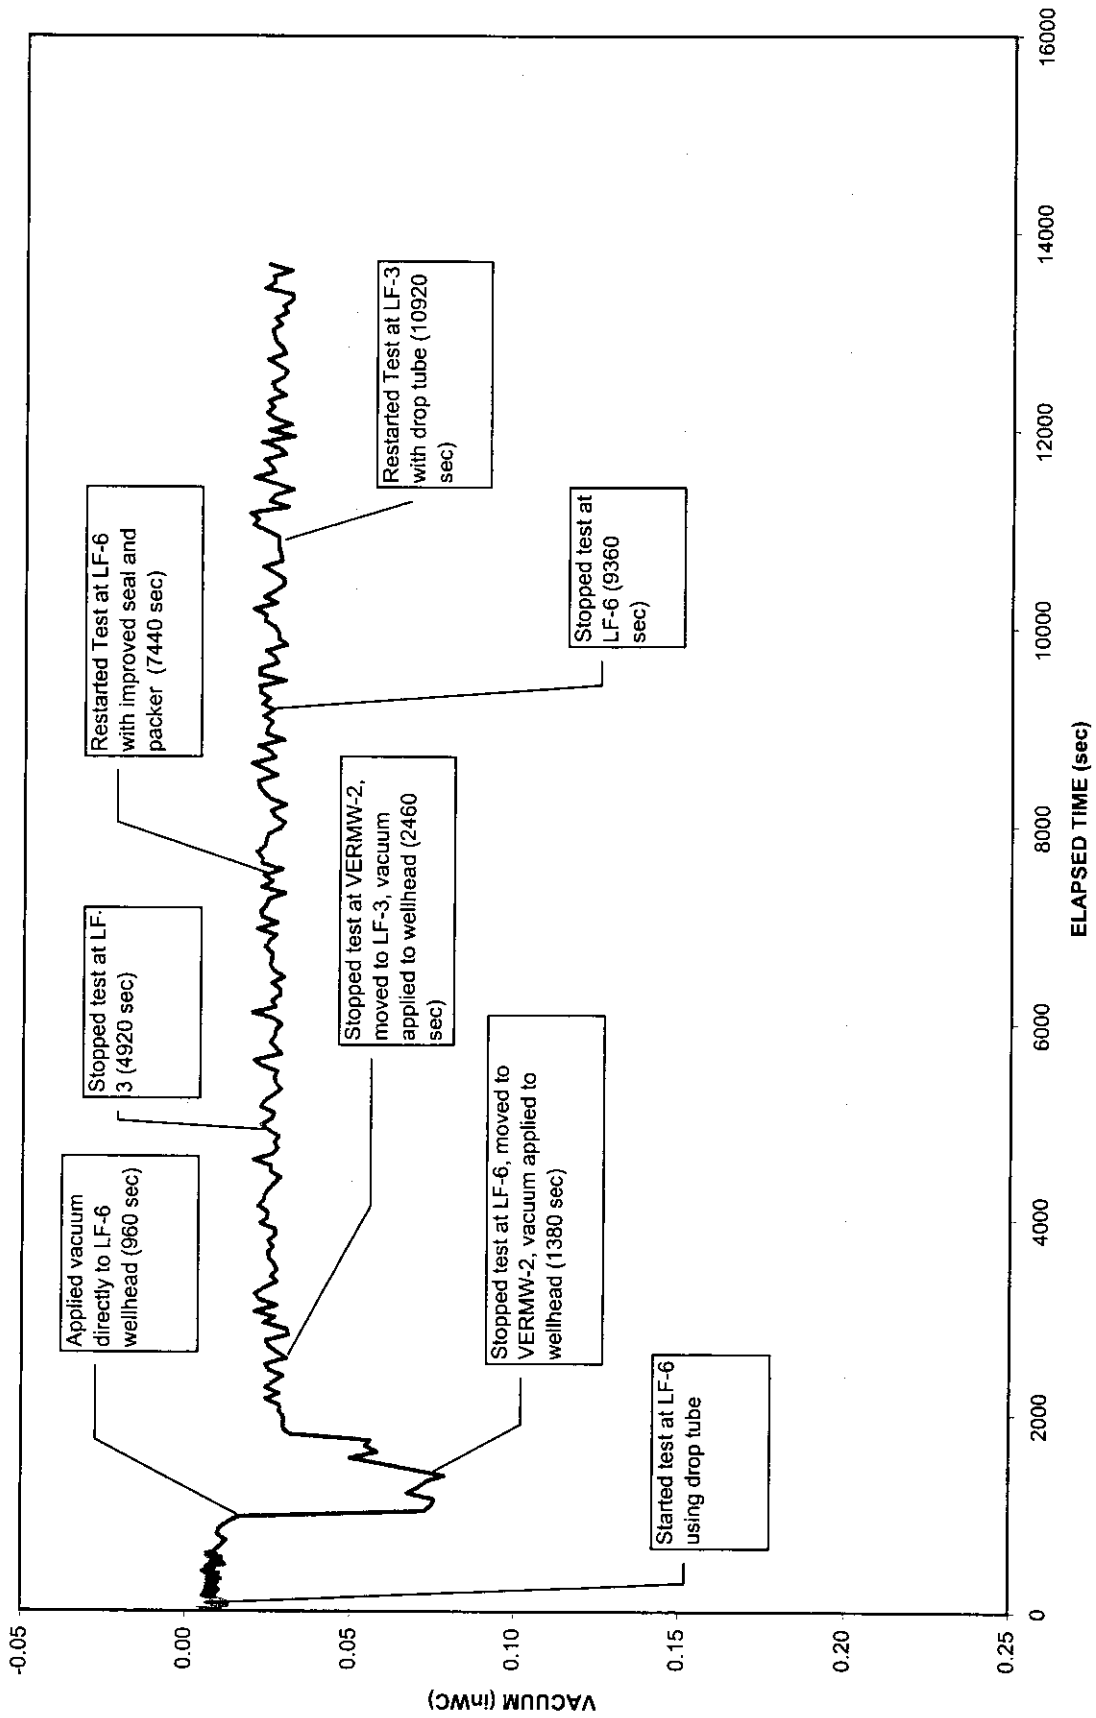 -0.05
0.00
0.05
0.10
0.15
0.20
0.25
VACUUM (inWC)
0
2000
4000
6000
8000
10000
12000
14000
16000
ELAPSED TIME (sec)
Applied vacuum
directly to LF-6
wellhead (960 sec)
Stopped test at LF-
3 (4920 sec)
Restarted Test at LF-6
with improved seal and
packer (7440 sec)
Restarted Test at LF-3
with drop tube (10920
sec)
Stopped test at
LF-6 (9360
sec)
Stopped test at VERMW-2,
moved to LF-3, vacuum
applied to wellhead (2460
sec)
Stopped test at LF-6, moved to
VERMW-2, vacuum applied to
wellhead (1380 sec)
Started test at LF-6
using drop tube